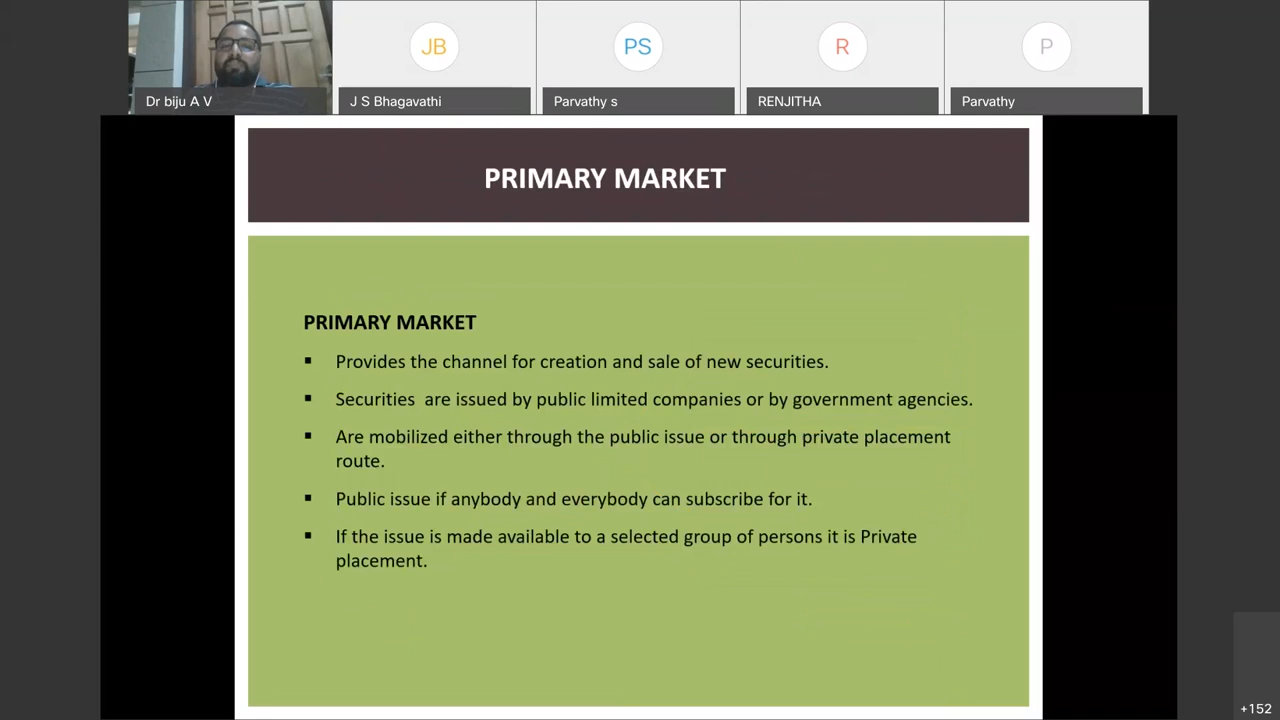 JB
PS
R
P
Dr biju A V
J S Bhagavathi
Parvathy s
RENJITHA
Parvathy
PRIMARY MARKET
PRIMARY MARKET
▪ Provides the channel for creation and sale of new securities.
▪ Securities  are issued by public limited companies or by government agencies.
▪ Are mobilized either through the public issue or through private placement
route.
▪ Public issue if anybody and everybody can subscribe for it.
▪ If the issue is made available to a selected group of persons it is Private
placement.
+152